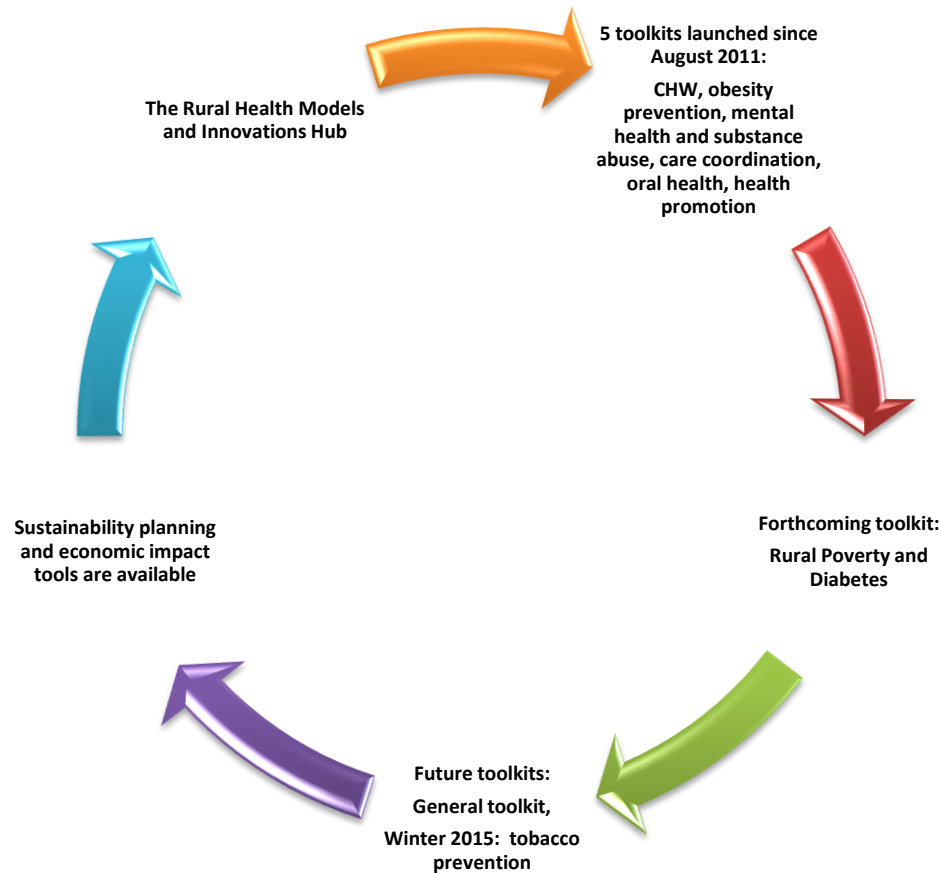 The Rural Health Models
and Innovations Hub
5 toolkits launched since
August 2011:
CHW, obesity
prevention, mental
health and substance
abuse, care coordination,
oral health, health
promotion
Forthcoming toolkit:
Rural Poverty and
Diabetes
Future toolkits:
General toolkit,
Winter 2015:  tobacco
prevention
Sustainability planning
and economic impact
tools are available